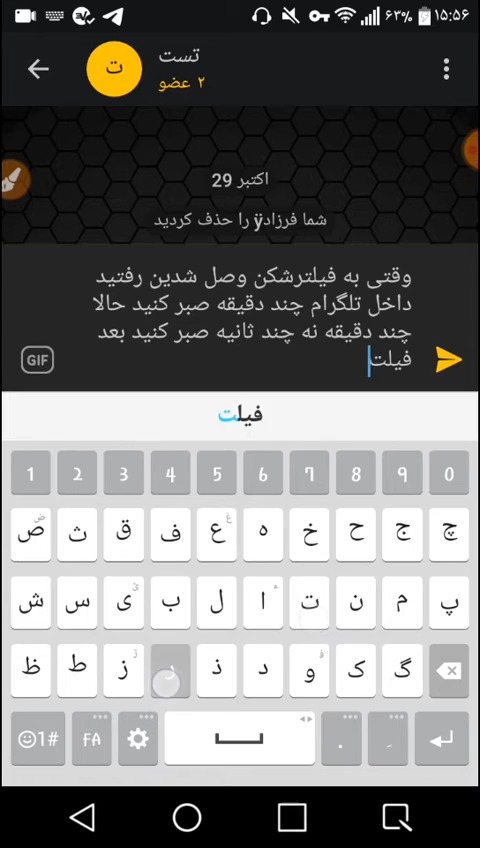 ۶۳% ۱۵:۵۶
تست
ت
۲ عضو
اکتبر 29
شما فرزادÿ را حذف کردید
وقتی به فیلترشکن وصل شدین رفتید
داخل تلگرام چند دقیقه صبر کنید حالا
چند دقیقه نه چند ثانیه صبر کنید بعد
فیلت
GIF
فیلت
1 2 3 4 5 6 7 8 9 0
ض ص ث ق ف غ ع ه خ ح ج چ
ش س ئ ی ب ل ا ت ن م پ
ظ ط ژ ز ر ذ د ؤ و ک گ
☺1# FA . َ